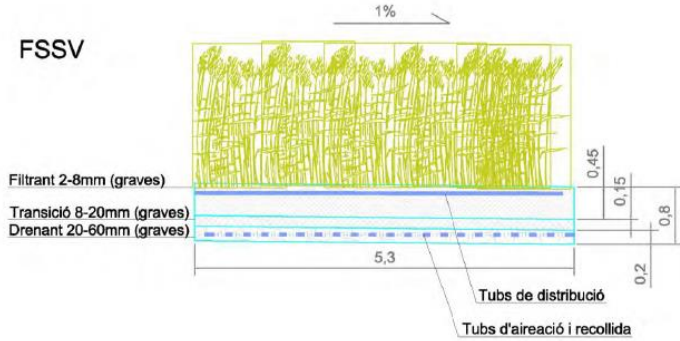 1%
FSSV
Filtrant 2-8mm (graves)
Transició 8-20mm (graves)
Drenant 20-60mm (graves)
0,45
0,15
0,8
0,2
5,3
Tubs de distribució
Tubs d'aireació i recollida